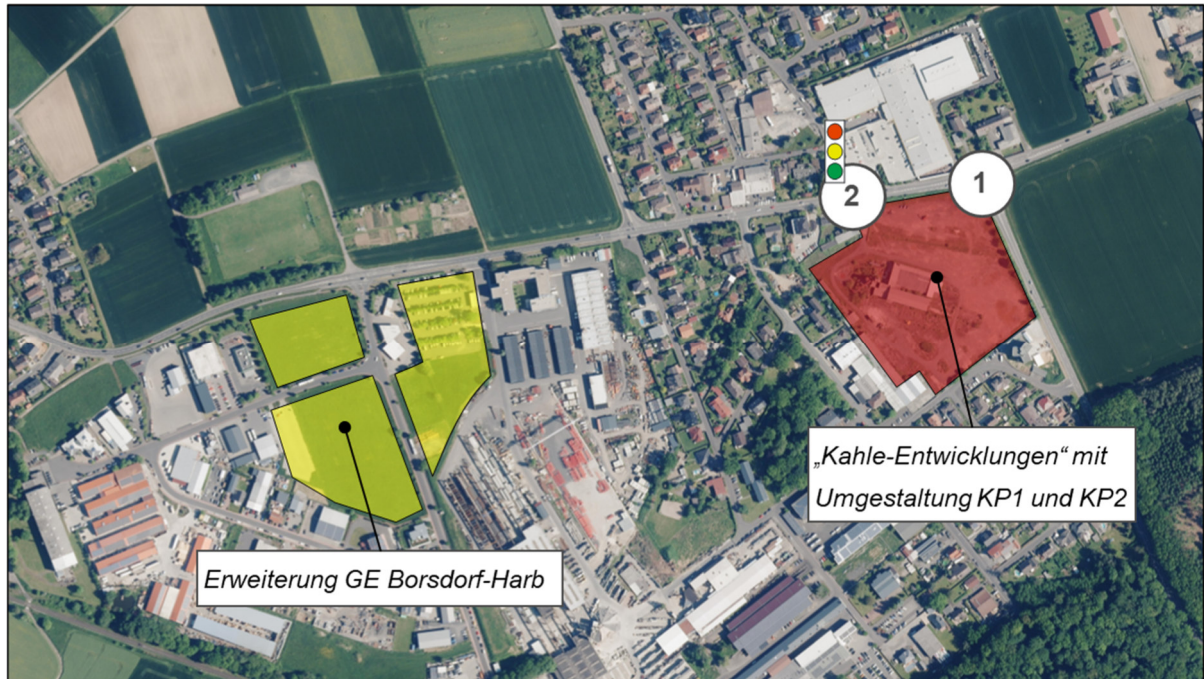 2
1
„Kahle-Entwicklungen“ mit
Umgestaltung KP1 und KP2
Erweiterung GE Borsdorf-Harb